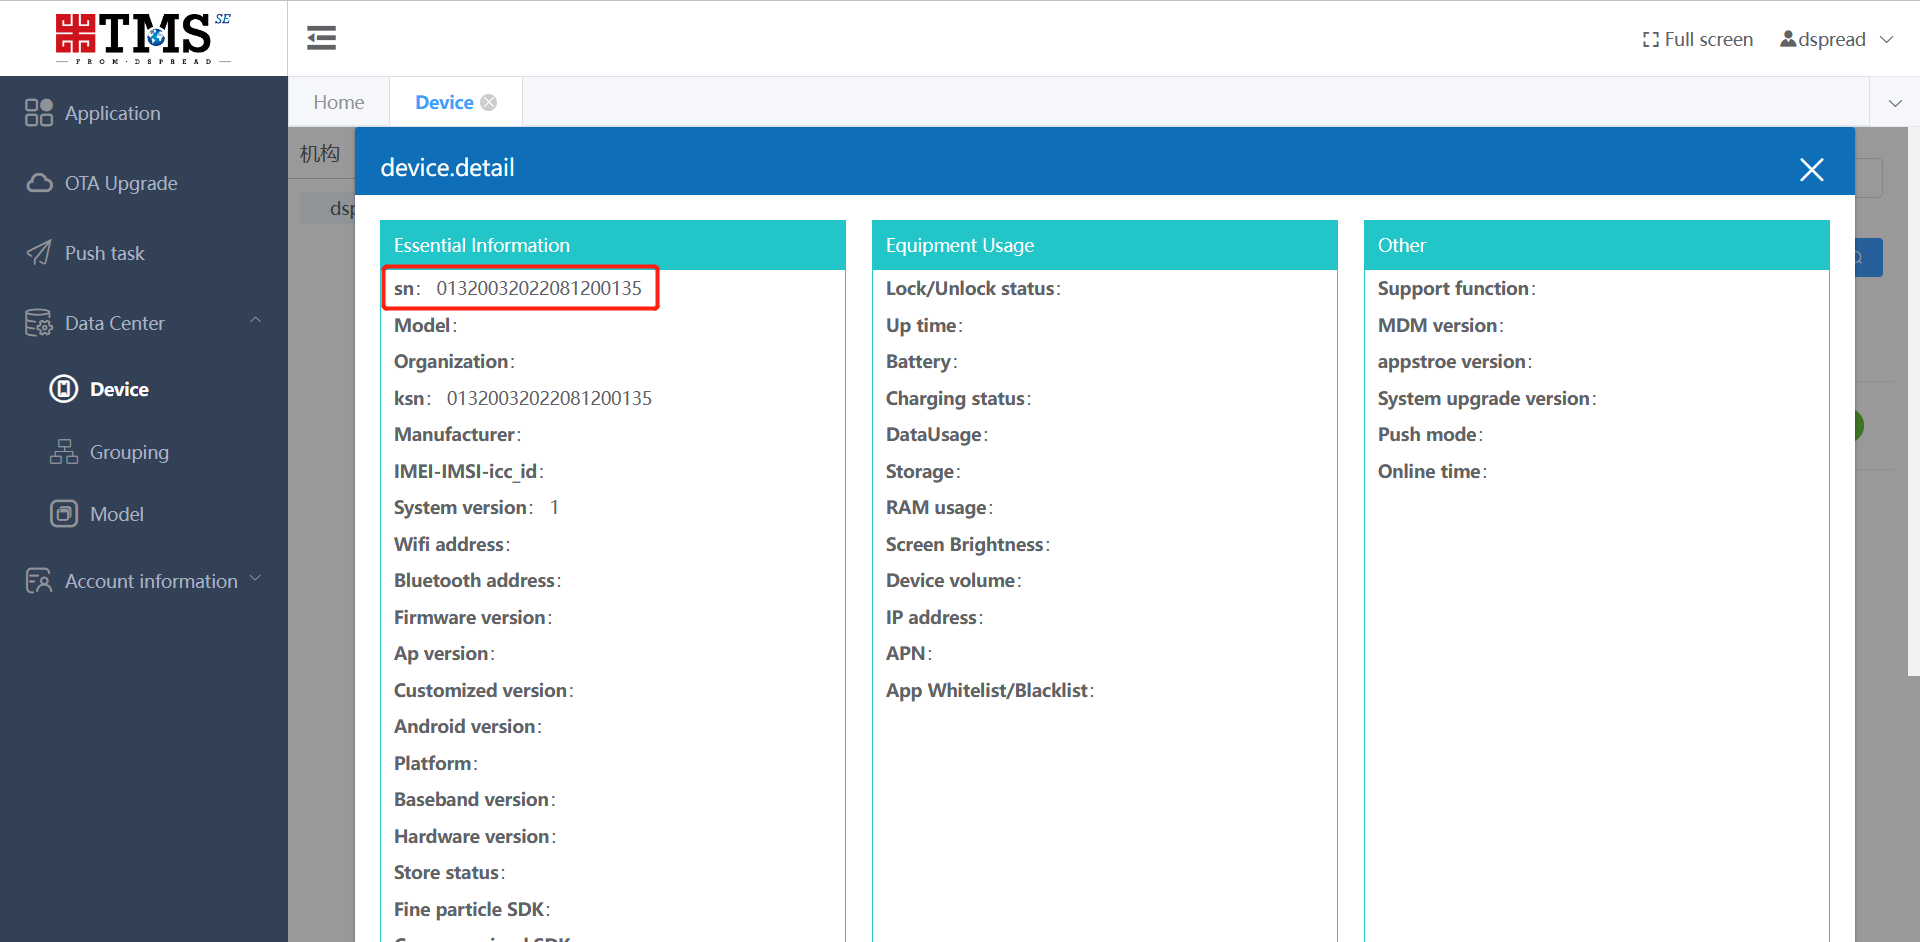 TMS SE
FROM·DSPREAD
Full screen
dspread
Application
OTA Upgrade
Push task
Data Center
Device
Grouping
Model
Account information
Home
Device
机构
dsp
device.detail
Essential Information
sn: 01320032022081200135
Model:
Organization:
ksn: 01320032022081200135
Manufacturer:
IMEI-IMSI-icc_id:
System version: 1
Wifi address:
Bluetooth address:
Firmware version:
Ap version:
Customized version:
Android version:
Platform:
Baseband version:
Hardware version:
Store status:
Fine particle SDK:
Equipment Usage
Lock/Unlock status:
Up time:
Battery:
Charging status:
DataUsage:
Storage:
RAM usage:
Screen Brightness:
Device volume:
IP address:
APN:
App Whitelist/Blacklist:
Other
Support function:
MDM version:
appstroe version:
System upgrade version:
Push mode:
Online time: